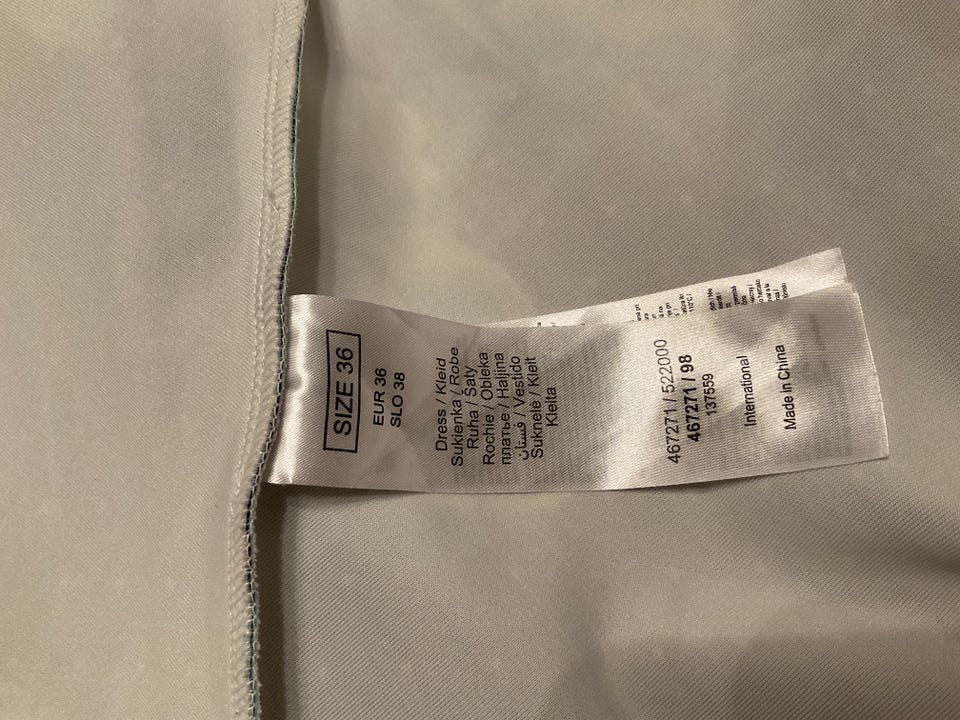 SIZE 36
EUR 36
SLO 38
Dress / Kleid
Sukienka / Robe
Ruha / Šaty
Rochie / Obleka
платье / Haljina
فستان / Vestido
Suknelė / Kleit
Kleita
467271 / 522000
467271 / 98
137559
International
Made in China